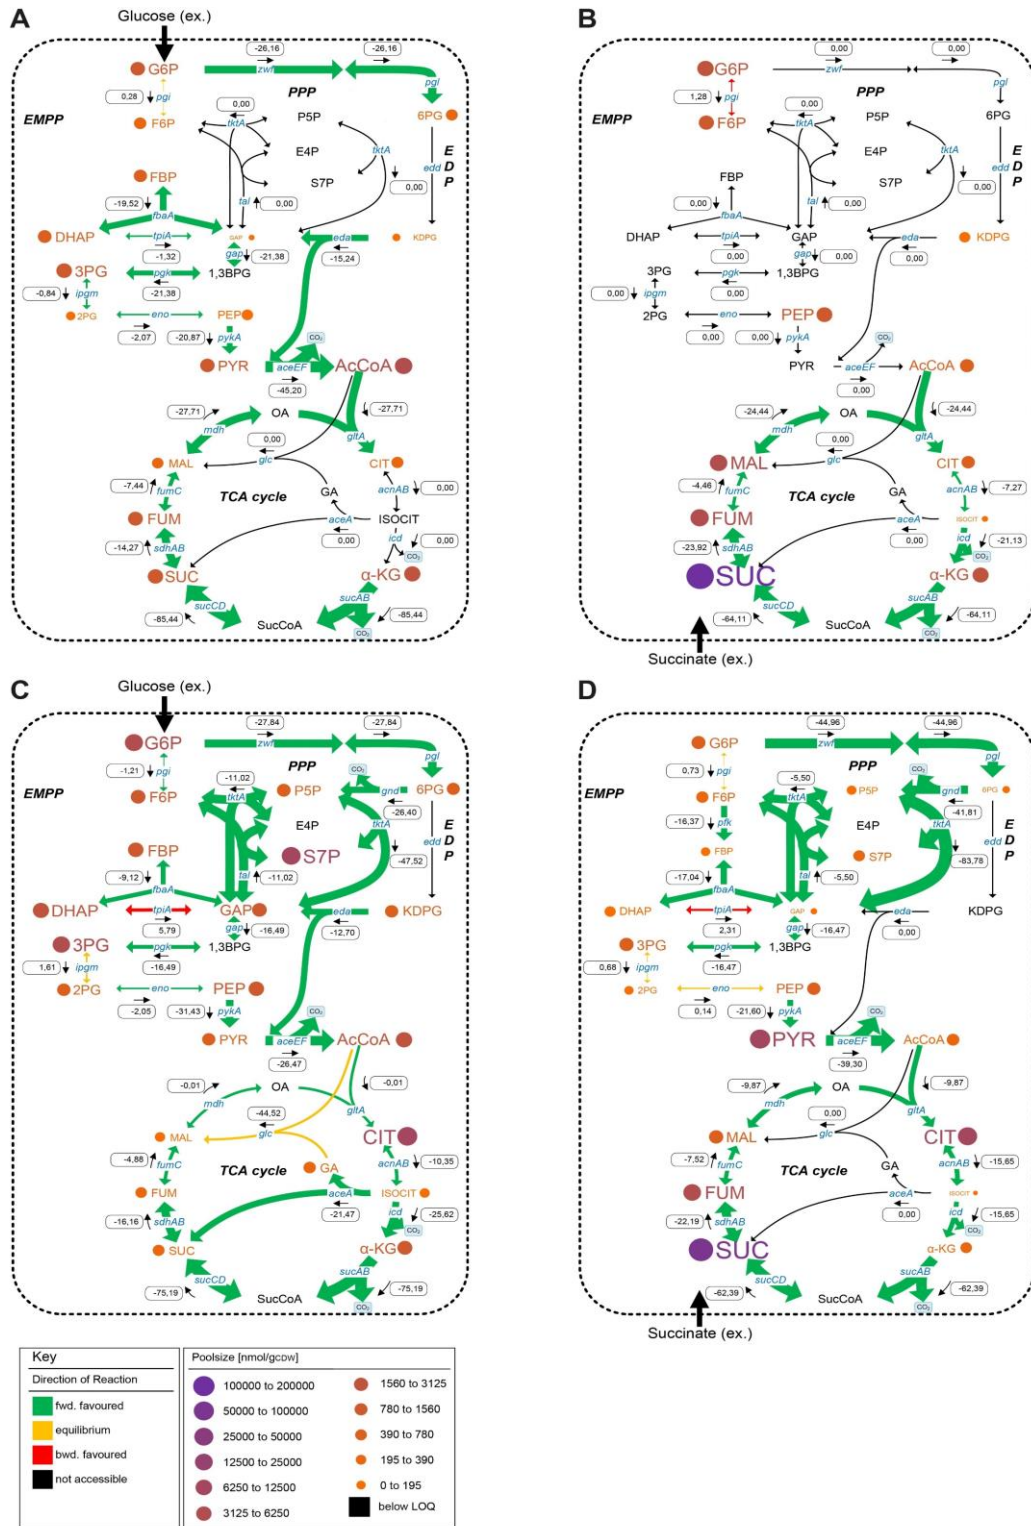 A
Glucose (ex.)
-26,16
-26,16
G6P
zwf
pgl
0,28
pgi
PPP
0,00
EMPP
F6P
tktA
P5P
6PG
E4P
tktA
EDP
edd
FBP
S7P
0,00
0,00
-19,52
fbaA
tal
0,00
DHAP
tpiA
GAP
eda
KDPG
-1,32
gap
-21,38
-15,24
3PG
pgk
1,3BPG
-0,84
ipgm
-21,38
2PG
eno
PEP
-2,07
-20,87
pykA
CO2
PYR
aceEF
AcCoA
-45,20
-27,71
OA
-27,71
mdh
0,00
gltA
MAL
glc
CIT
-7,44
fumC
TCA cycle
GA
acnAB
0,00
FUM
aceA
ISOCIT
-14,27
sdhAB
0,00
icd
0,00
CO2
SUC
α-KG
sucCD
sucAB
-85,44
SucCoA
-85,44
CO2
B
0,00
0,00
G6P
zwf
pgl
1,28
pgi
PPP
0,00
EMPP
F6P
tktA
P5P
6PG
E4P
tktA
EDP
edd
FBP
S7P
0,00
0,00
0,00
fbaA
tal
0,00
DHAP
tpiA
GAP
eda
KDPG
0,00
gap
0,00
0,00
3PG
pgk
1,3BPG
0,00
ipgm
0,00
2PG
eno
PEP
0,00
0,00
pykA
CO2
PYR
aceEF
AcCoA
0,00
-24,44
OA
-24,44
mdh
0,00
gltA
MAL
glc
CIT
-4,46
fumC
TCA cycle
GA
acnAB
-7,27
FUM
aceA
ISOCIT
-23,92
sdhAB
0,00
icd
-21,13
CO2
SUC
α-KG
sucCD
sucAB
-64,11
SucCoA
-64,11
CO2
Succinate (ex.)
C
Glucose (ex.)
-27,84
-27,84
G6P
zwf
pgl
-1,21
pgi
PPP
-11,02
CO2
EMPP
F6P
tktA
P5P
gnd
6PG
-26,40
E4P
tktA
EDP
edd
FBP
S7P
-47,52
-9,12
fbaA
tal
-11,02
DHAP
tpiA
GAP
eda
KDPG
5,79
gap
-16,49
-12,70
3PG
pgk
1,3BPG
1,61
ipgm
-16,49
2PG
eno
PEP
-2,05
-31,43
pykA
CO2
PYR
aceEF
AcCoA
-26,47
-0,01
OA
-0,01
mdh
-44,52
gltA
MAL
glc
CIT
-4,88
fumC
TCA cycle
GA
acnAB
-10,35
FUM
aceA
ISOCIT
-16,16
sdhAB
-21,47
icd
-25,62
CO2
SUC
α-KG
sucCD
sucAB
-75,19
SucCoA
-75,19
CO2
D
-44,96
-44,96
G6P
zwf
pgl
0,73
pgi
PPP
-5,50
CO2
EMPP
F6P
tktA
P5P
gnd
6PG
-16,37
pfk
-41,81
E4P
tktA
EDP
edd
FBP
S7P
-83,78
-17,04
fbaA
tal
-5,50
DHAP
tpiA
GAP
eda
KDPG
2,31
gap
-16,47
0,00
3PG
pgk
1,3BPG
0,68
ipgm
-16,47
2PG
eno
PEP
0,14
-21,60
pykA
CO2
PYR
aceEF
AcCoA
-39,30
-9,87
OA
-9,87
mdh
0,00
gltA
MAL
glc
CIT
-7,52
fumC
TCA cycle
GA
acnAB
-15,65
FUM
aceA
ISOCIT
-22,19
sdhAB
0,00
icd
-15,65
CO2
SUC
α-KG
sucCD
sucAB
-62,39
SucCoA
-62,39
CO2
Succinate (ex.)
Key
Direction of Reaction
fwd. favoured
equilibrium
bwd. favoured
not accessible
Poolsize [nmol/gCDW]
100000 to 200000
50000 to 100000
25000 to 50000
12500 to 25000
6250 to 12500
3125 to 6250
1560 to 3125
780 to 1560
390 to 780
195 to 390
0 to 195
below LOQ